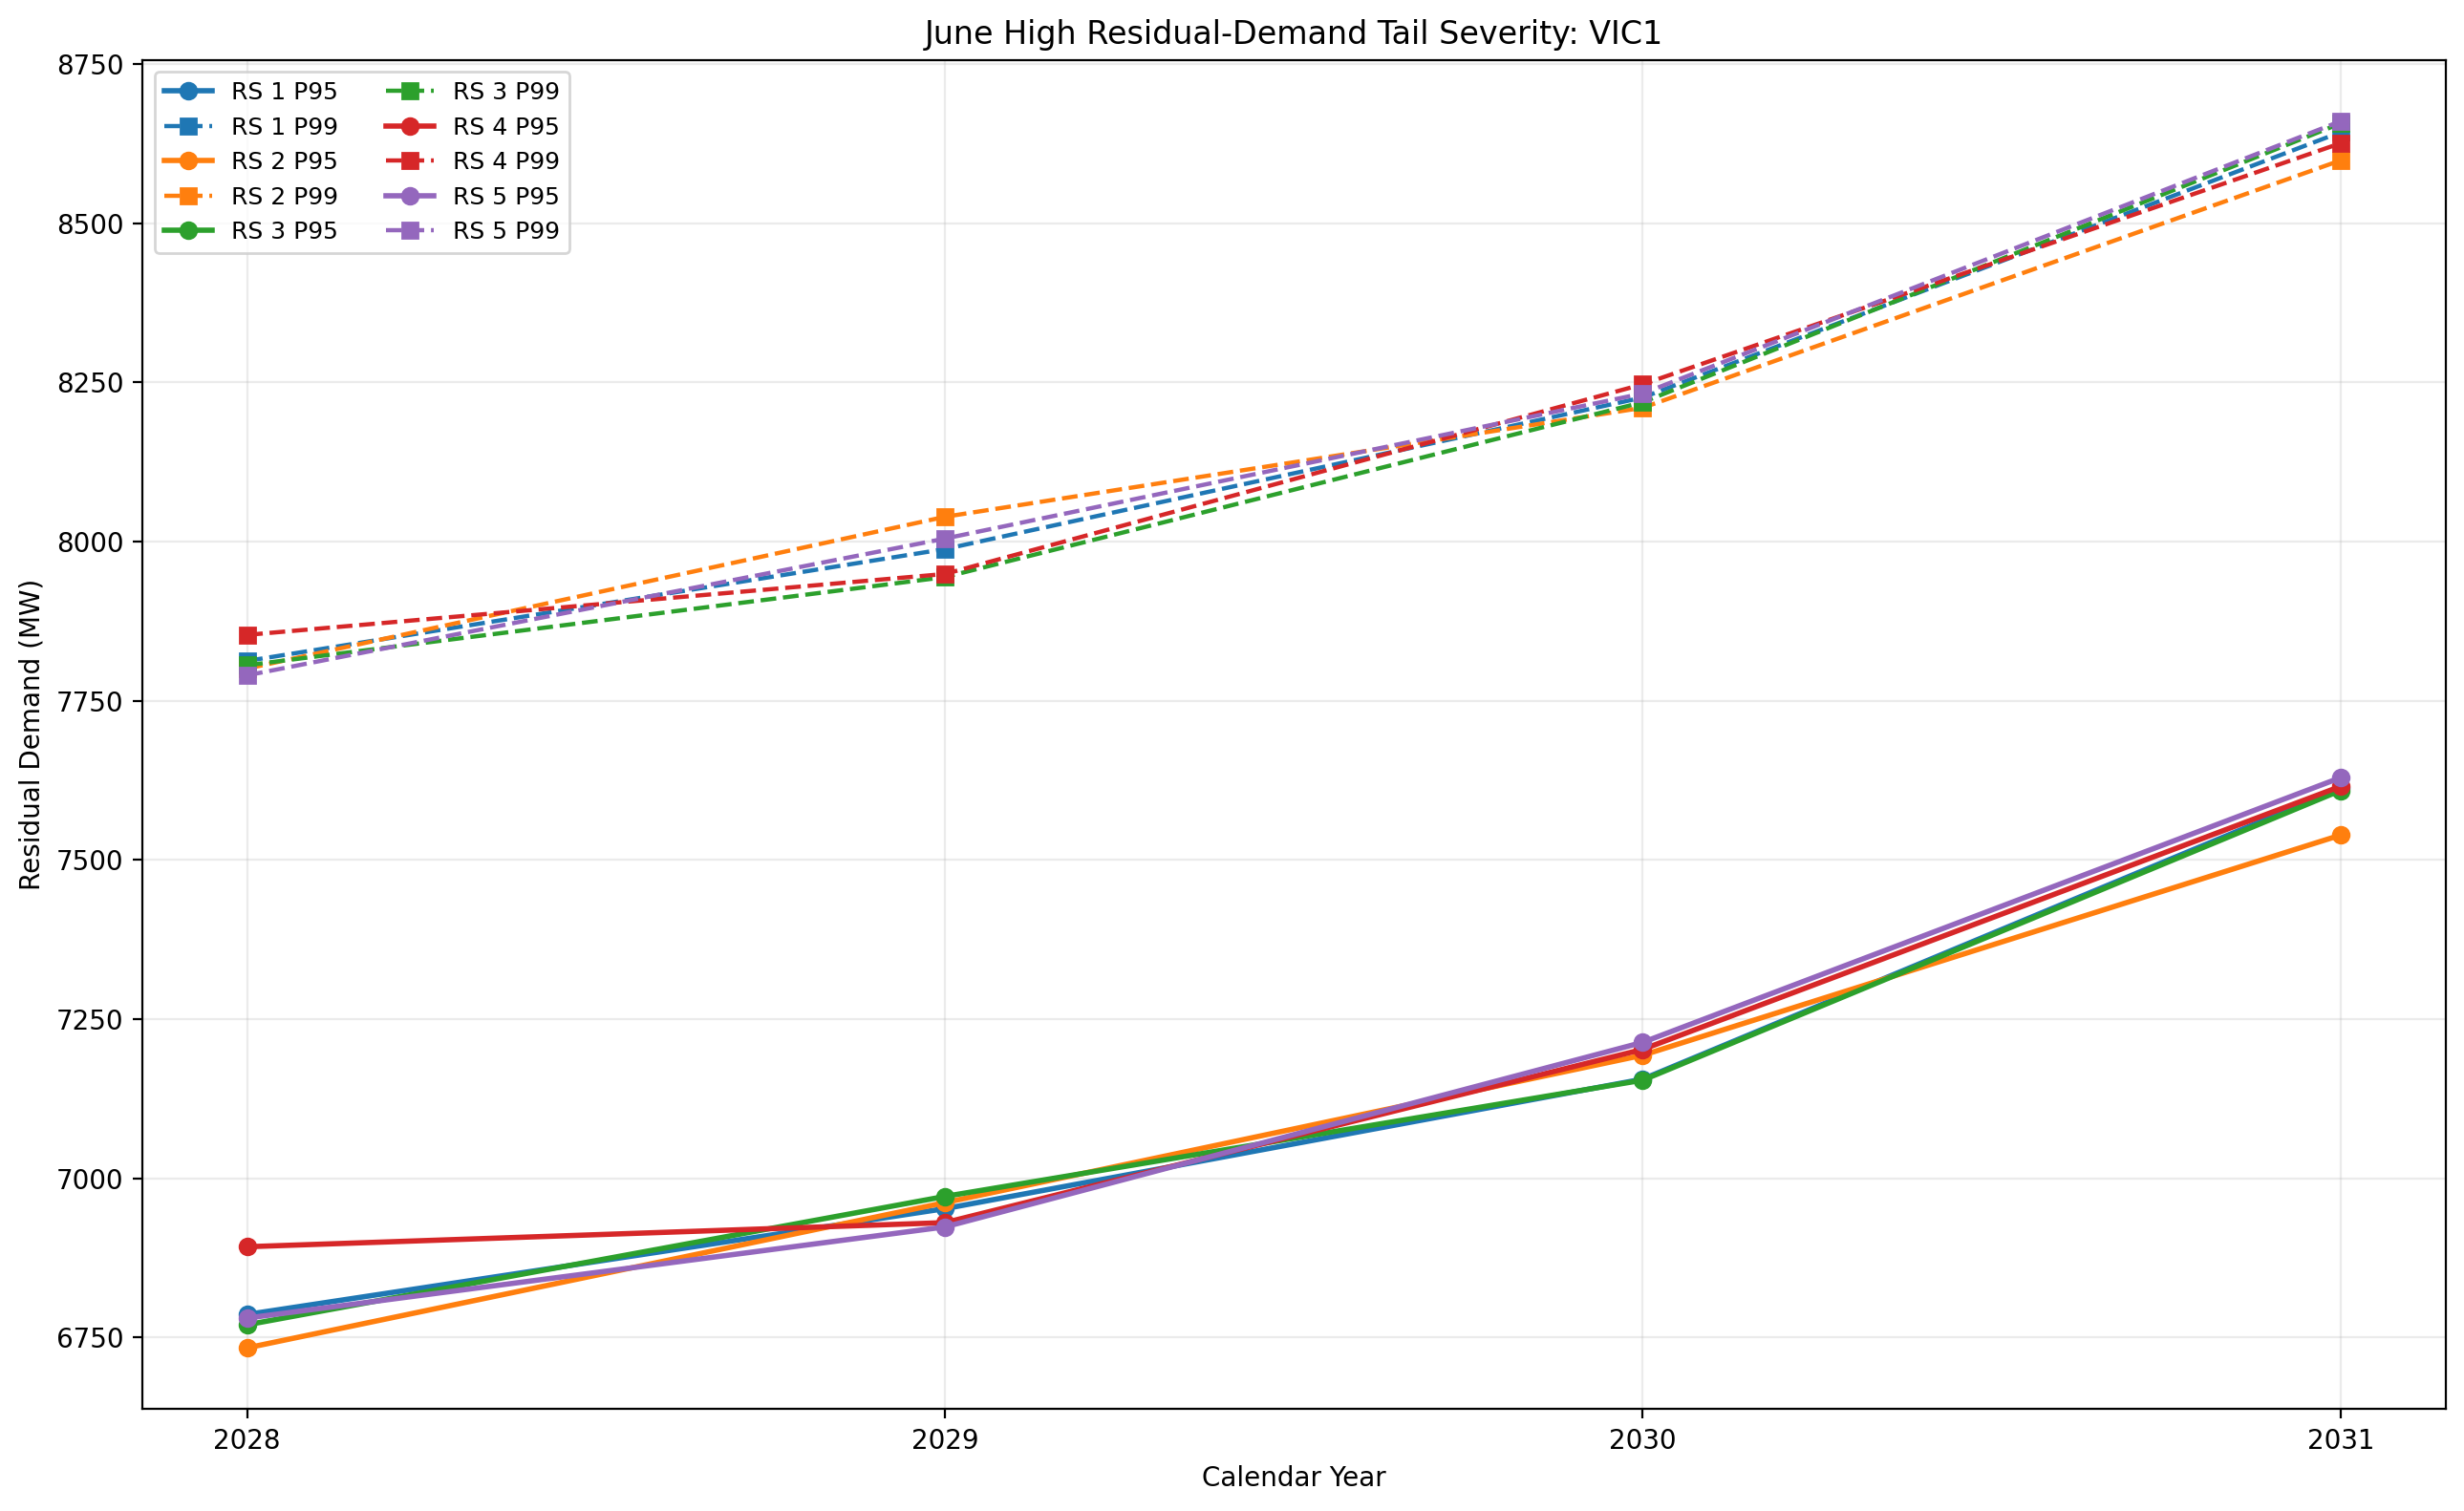 June High Residual-Demand Tail Severity: VIC1
8750
8500
8250
8000
7750
7500
7250
7000
6750
Residual Demand (MW)
RS 1 P95
RS 1 P99
RS 2 P95
RS 2 P99
RS 3 P95
RS 3 P99
RS 4 P95
RS 4 P99
RS 5 P95
RS 5 P99
2028
2029
2030
2031
Calendar Year